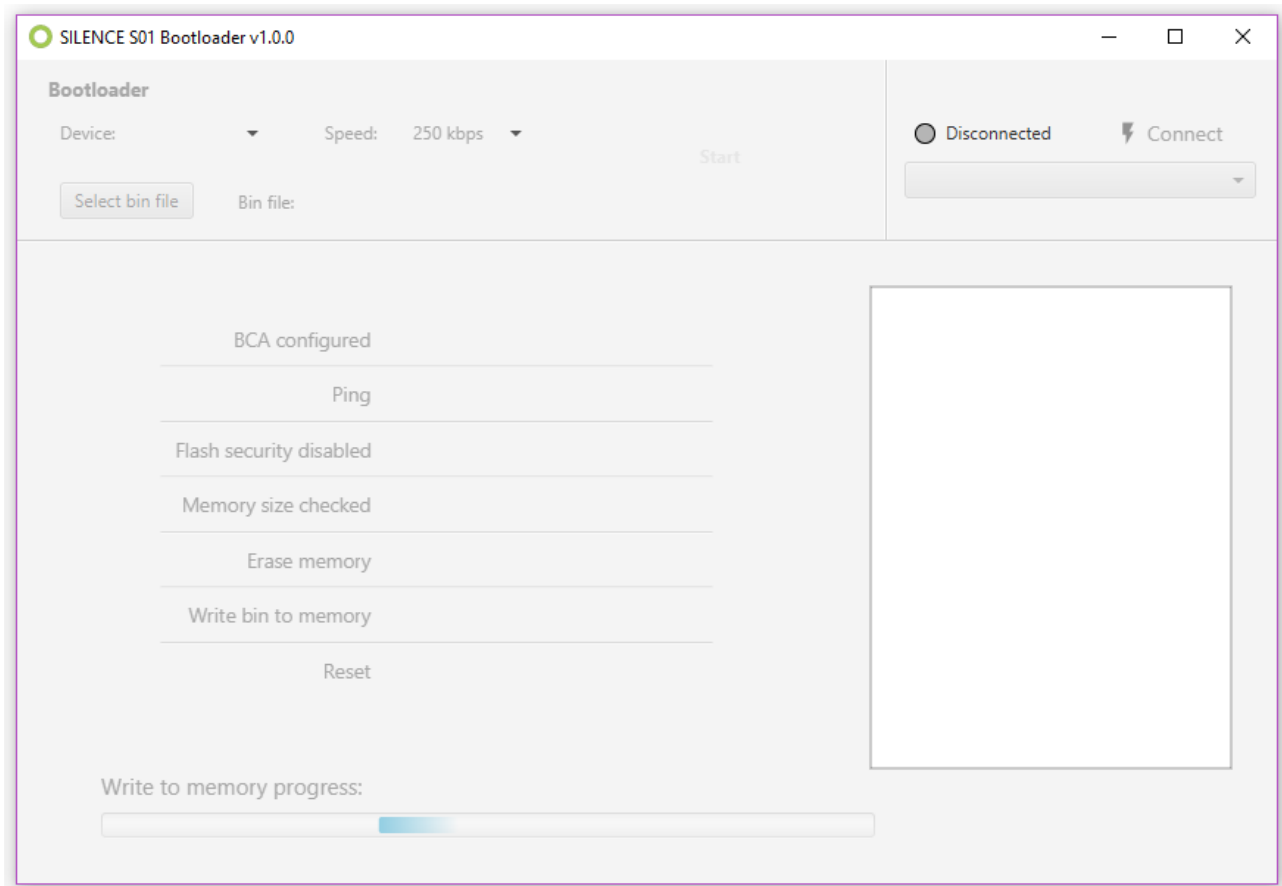 SILENCE S01 Bootloader v1.0.0
Bootloader
Device:
Speed: 250 kbps
Start
Disconnected
Connect
Select bin file
Bin file:
BCA configured
Ping
Flash security disabled
Memory size checked
Erase memory
Write bin to memory
Reset
Write to memory progress: